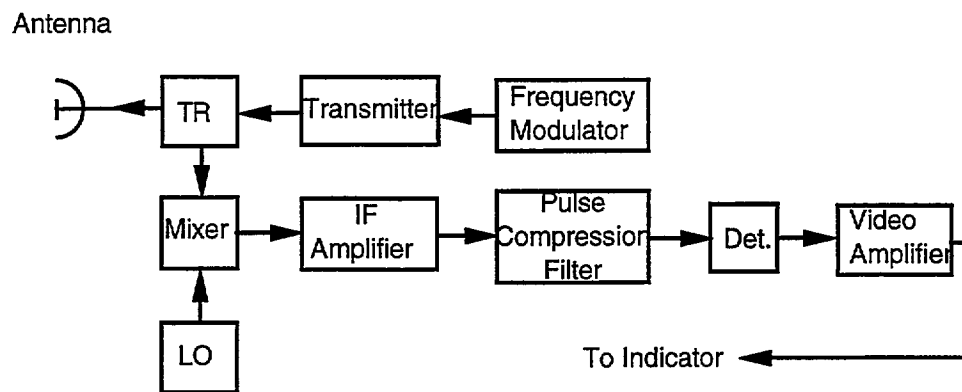 Antenna
TR
Transmitter
Frequency
Modulator
Mixer
IF
Amplifier
Pulse
Compression
Filter
Det.
Video
Amplifier
LO
To Indicator